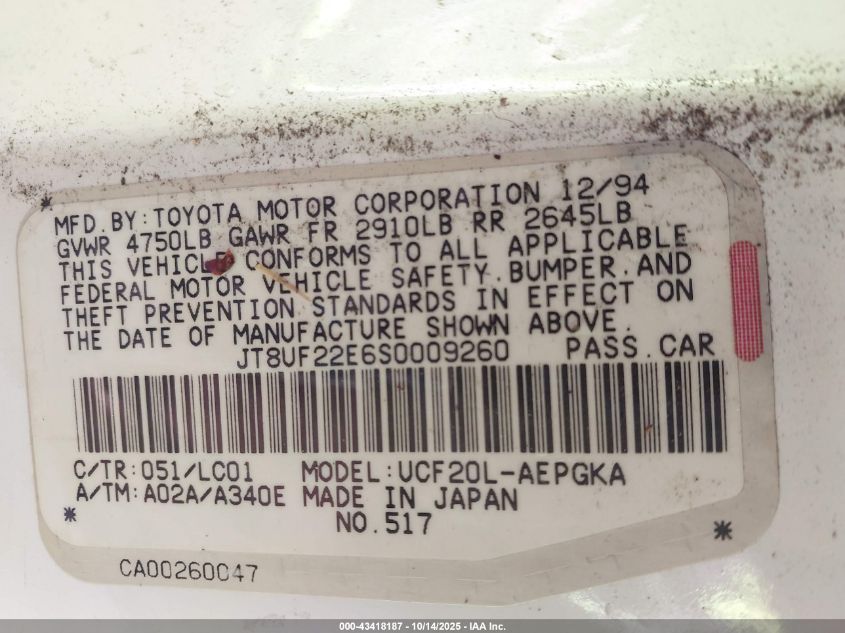 MFD.BY:TOYOTA MOTOR CORPORATION 12/94
GVWR 4750LB GAWR FR 2910LB RR 2645LB
THIS VEHICLE CONFORMS TO ALL APPLICABLE
FEDERAL MOTOR VEHICLE SAFETY.BUMPER.AND
THEFT PREVENTION STANDARDS IN EFFECT ON
THE DATE OF MANUFACTURE SHOWN ABOVE.
JT8UF22E6S0009260 PASS.CAR
C/TR:051/LC01 MODEL:UCF20L-AEPGKA
A/TM:A02A/A340E MADE IN JAPAN
NO.517
CA00260047
000-43418187 - 10/14/2025 - IAA Inc.